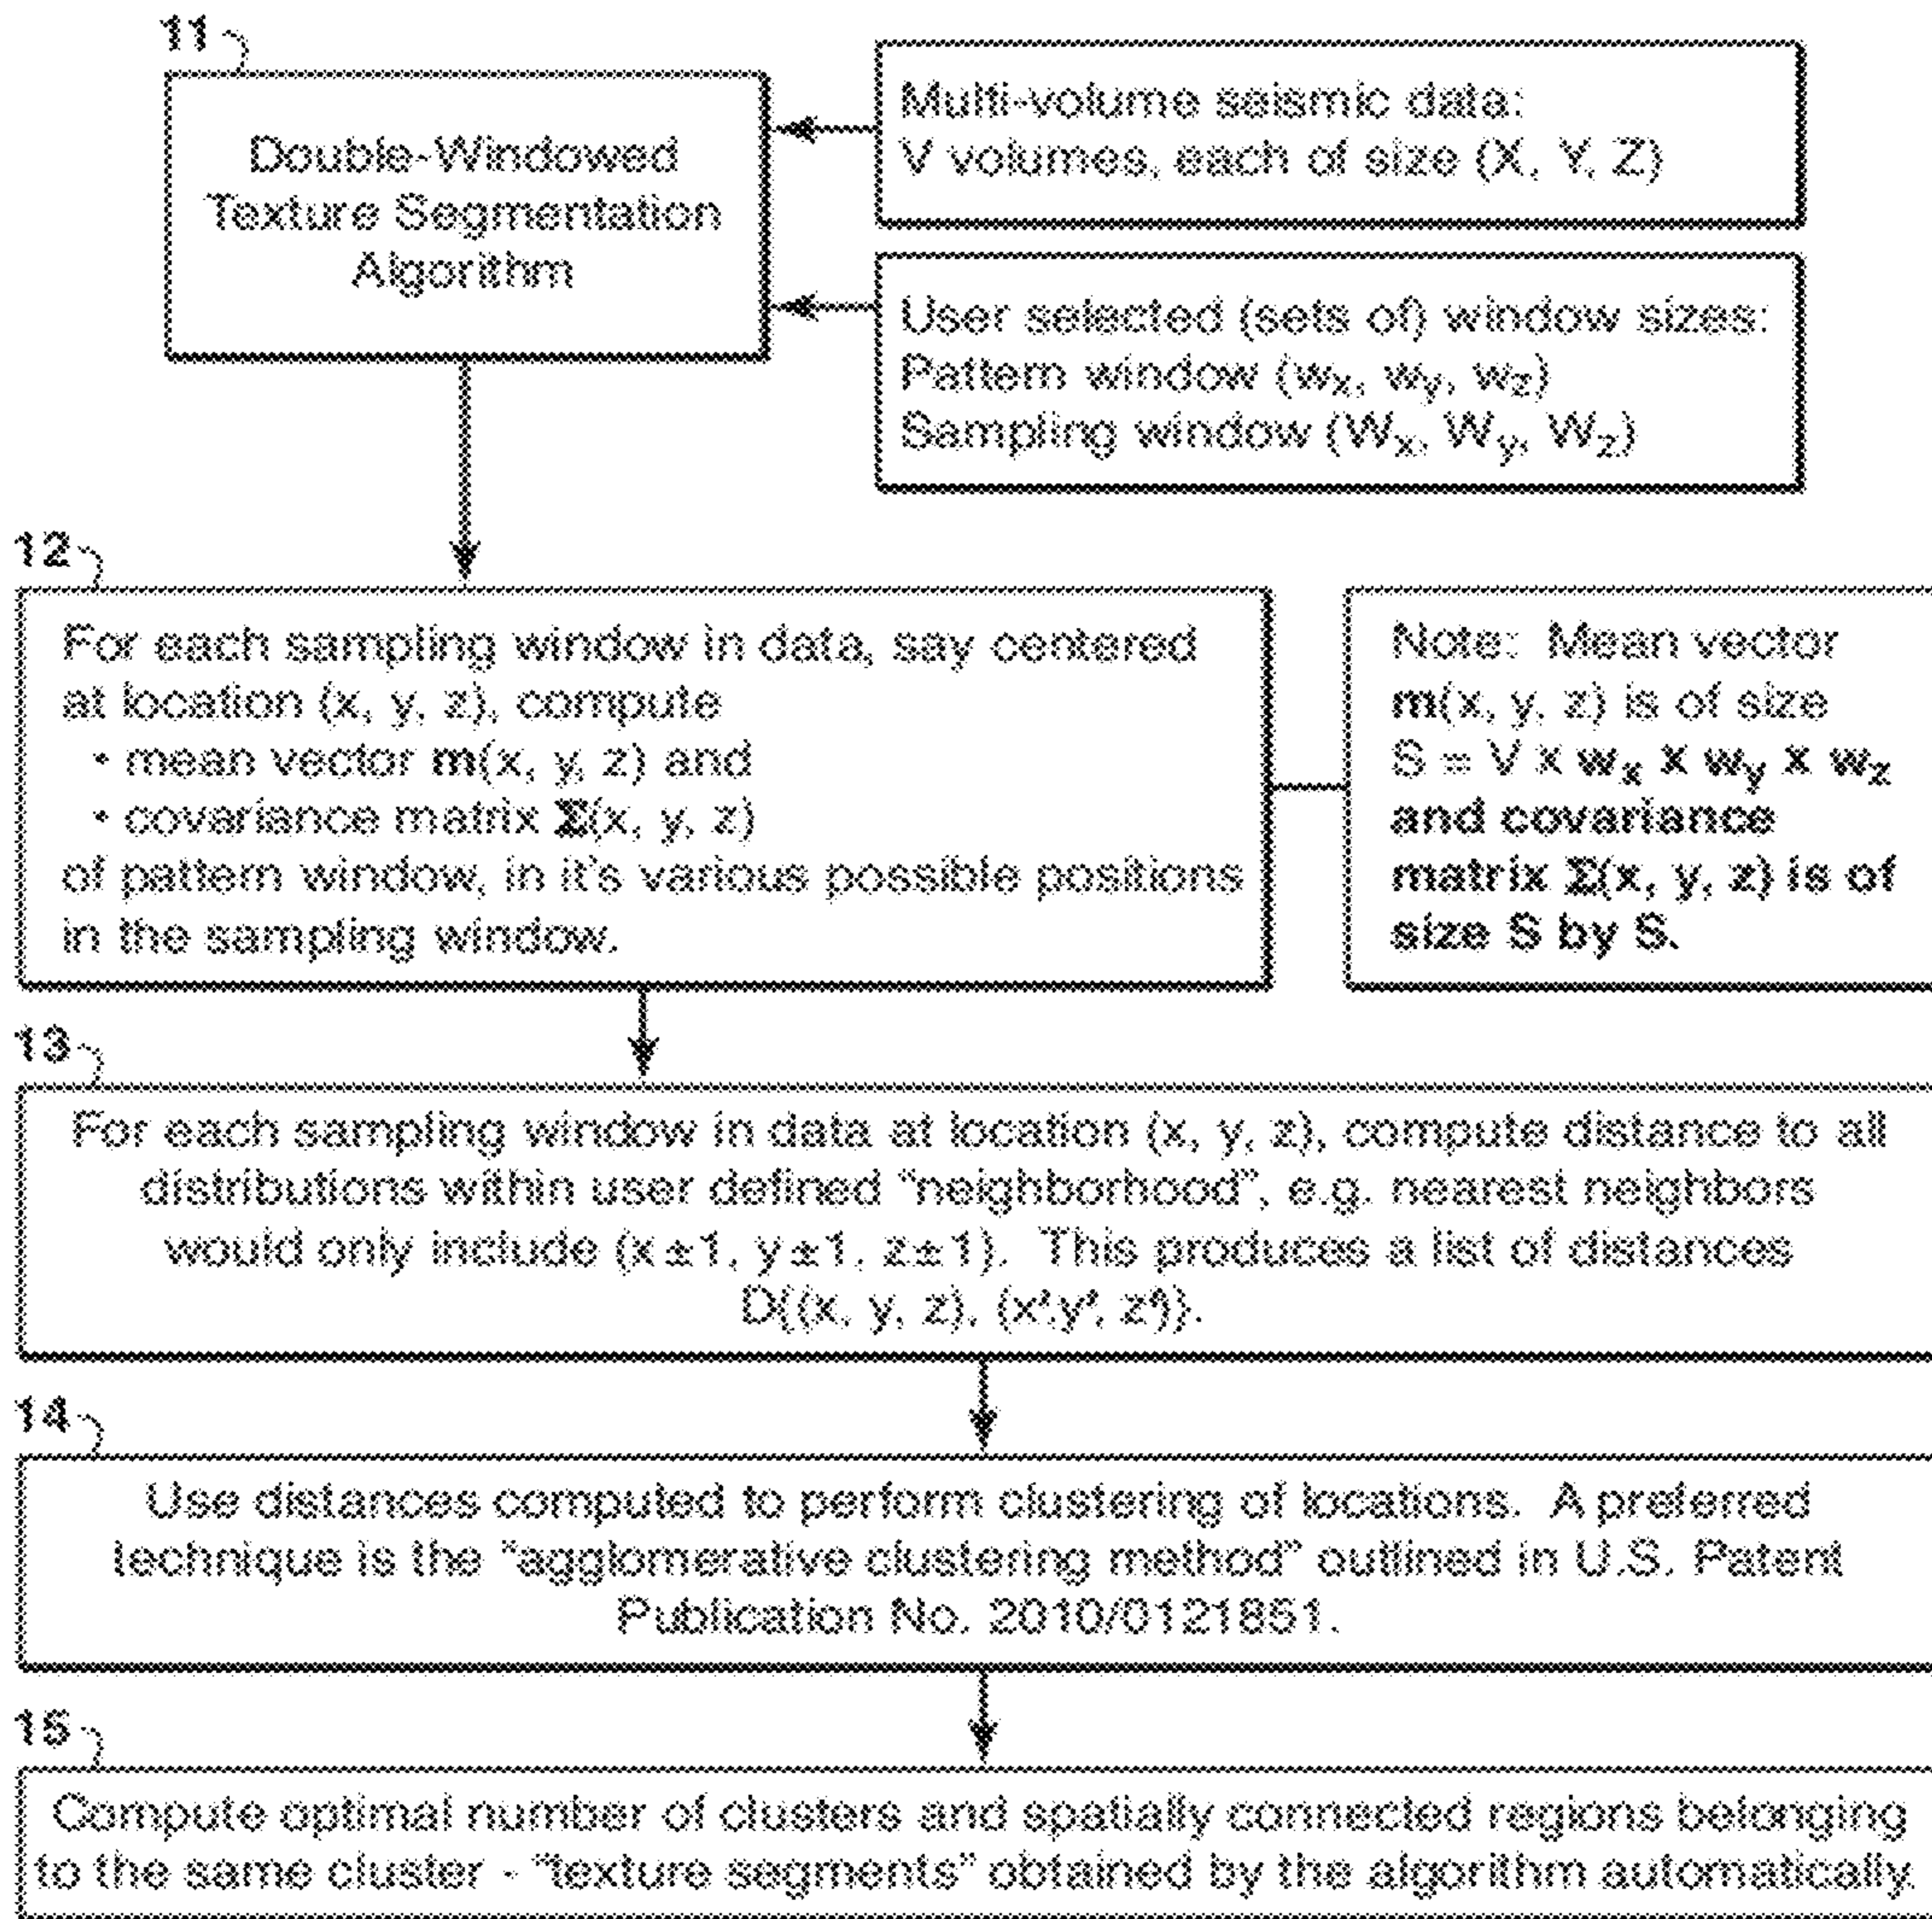 11
Double-Windowed
Texture Segmentation
Algorithm
Multi-volume seismic data:
V volumes, each of size (X, Y, Z)
User selected (sets of) window sizes:
Pattern window (wx, wy, wz)
Sampling window (Wx, Wy, Wz)
12
For each sampling window in data, say centered
at location (x, y, z), compute
• mean vector m(x, y, z) and
• covariance matrix Σ(x, y, z)
of pattern window, in it's various possible positions
in the sampling window.
Note: Mean vector
m(x, y, z) is of size
S = V x wx x wy x wz
and covariance
matrix Σ(x, y, z) is of
size S by S.
13
For each sampling window in data at location (x, y, z), compute distance to all
distributions within user defined "neighborhood", e.g. nearest neighbors
would only include (x±1, y±1, z±1). This produces a list of distances
D((x, y, z), (x',y', z')).
14
Use distances computed to perform clustering of locations. A preferred
technique is the "agglomerative clustering method" outlined in U.S. Patent
Publication No. 2010/0121861.
15
Compute optimal number of clusters and spatially connected regions belonging
to the same cluster - "texture segments" obtained by the algorithm automatically.